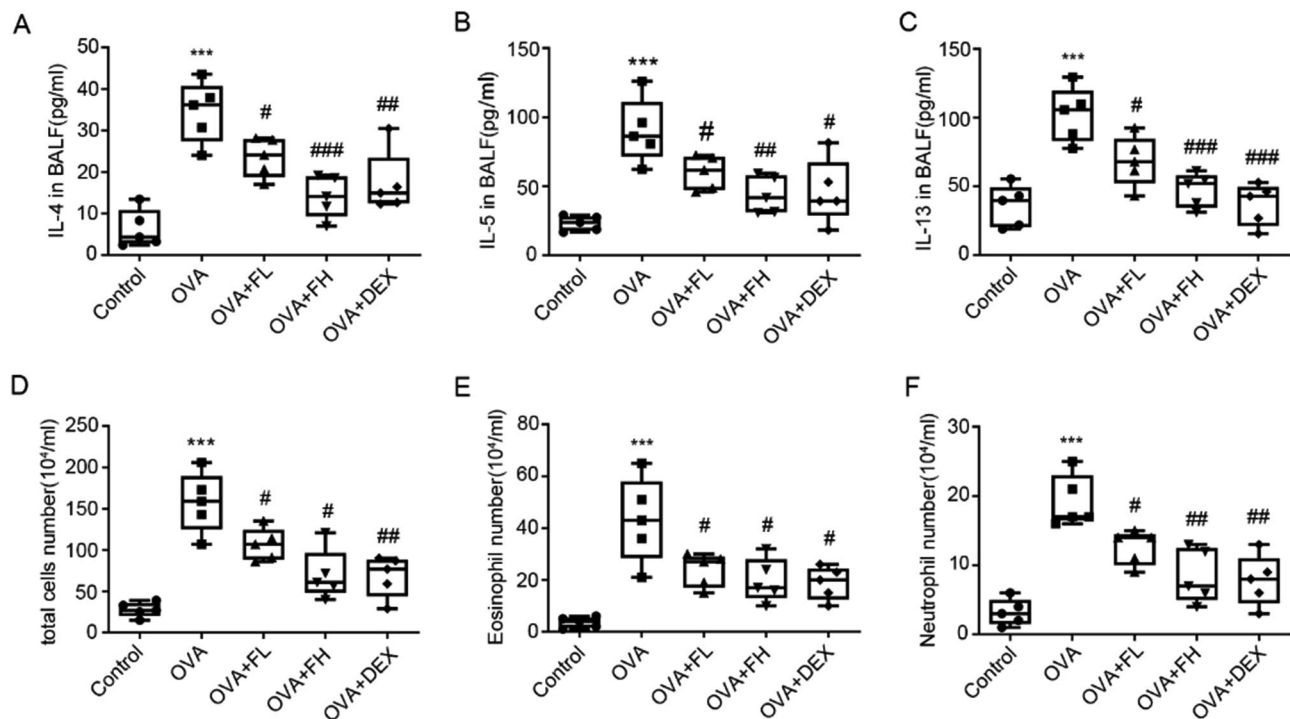 A
IL-4 in BALF(pg/ml)
50
40
30
20
10
0
***
#
###
##
Control
OVA
OVA+FL
OVA+FH
OVA+DEX
B
IL-5 in BALF(pg/ml)
150
100
50
0
***
#
##
#
Control
OVA
OVA+FL
OVA+FH
OVA+DEX
C
IL-13 in BALF(pg/ml)
150
100
50
0
***
#
###
###
Control
OVA
OVA+FL
OVA+FH
OVA+DEX
D
total cells number(10⁴/ml)
250
200
150
100
50
0
***
#
#
##
Control
OVA
OVA+FL
OVA+FH
OVA+DEX
E
Eosinophil number(10⁴/ml)
80
60
40
20
0
***
#
#
#
Control
OVA
OVA+FL
OVA+FH
OVA+DEX
F
Neutrophil number(10⁴/ml)
30
20
10
0
***
#
##
##
Control
OVA
OVA+FL
OVA+FH
OVA+DEX